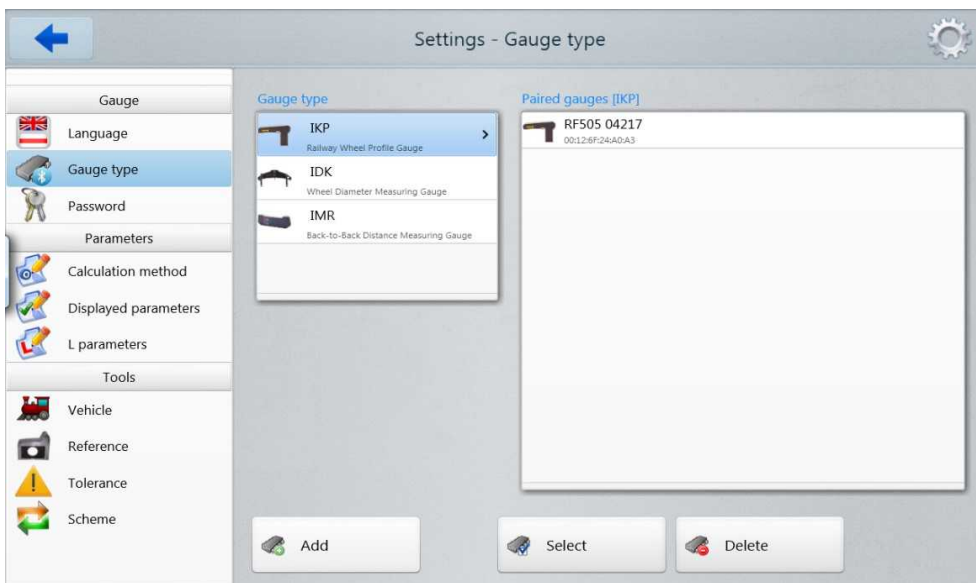 Settings - Gauge type
Gauge
Language
Gauge type
Password
Parameters
Calculation method
Displayed parameters
L parameters
Tools
Vehicle
Reference
Tolerance
Scheme
Gauge type
IKP
Railway Wheel Profile Gauge
IDK
Wheel Diameter Measuring Gauge
IMR
Back-to-Back Distance Measuring Gauge
Paired gauges [IKP]
RF505 04217
00:12:6F:24:A0:A3
Add
Select
Delete